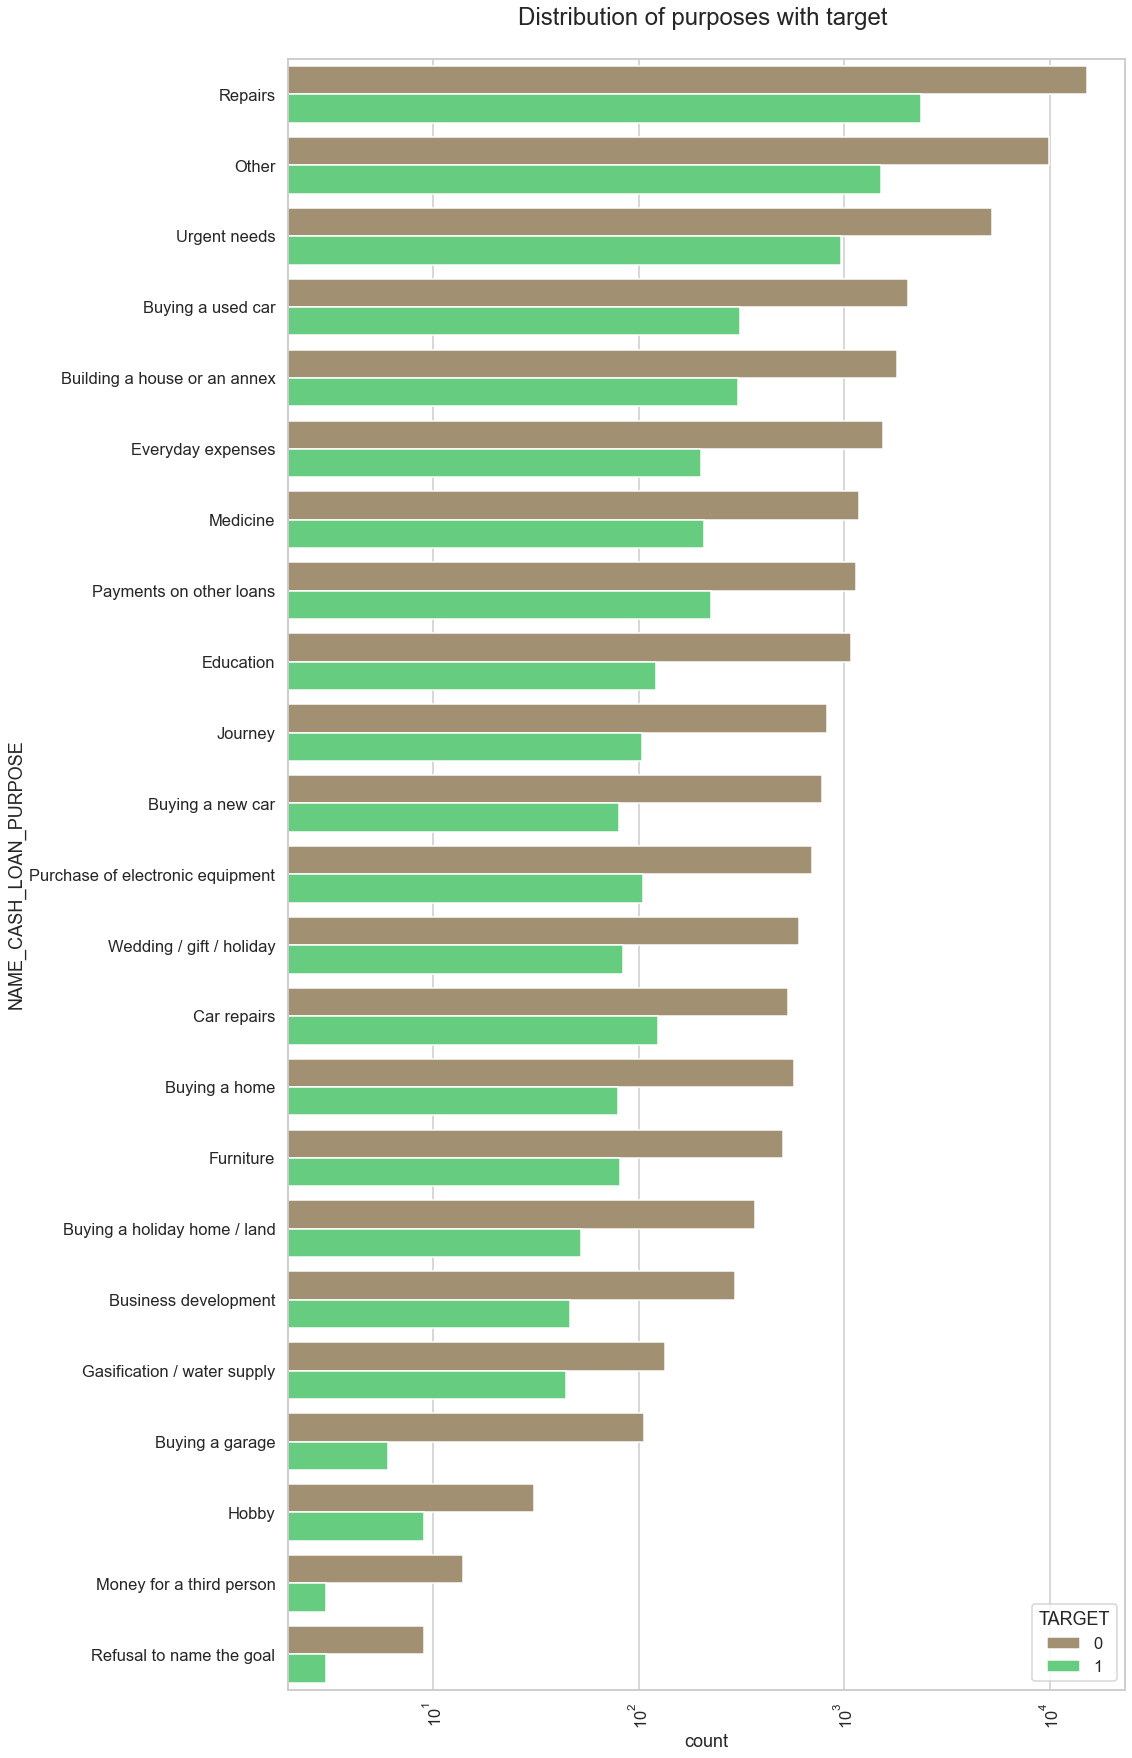 Distribution of purposes with target
NAME_CASH_LOAN_PURPOSE
Repairs
Other
Urgent needs
Buying a used car
Building a house or an annex
Everyday expenses
Medicine
Payments on other loans
Education
Journey
Buying a new car
Purchase of electronic equipment
Wedding / gift / holiday
Car repairs
Buying a home
Furniture
Buying a holiday home / land
Business development
Gasification / water supply
Buying a garage
Hobby
Money for a third person
Refusal to name the goal
TARGET
0
1
10¹
10²
10³
10⁴
count